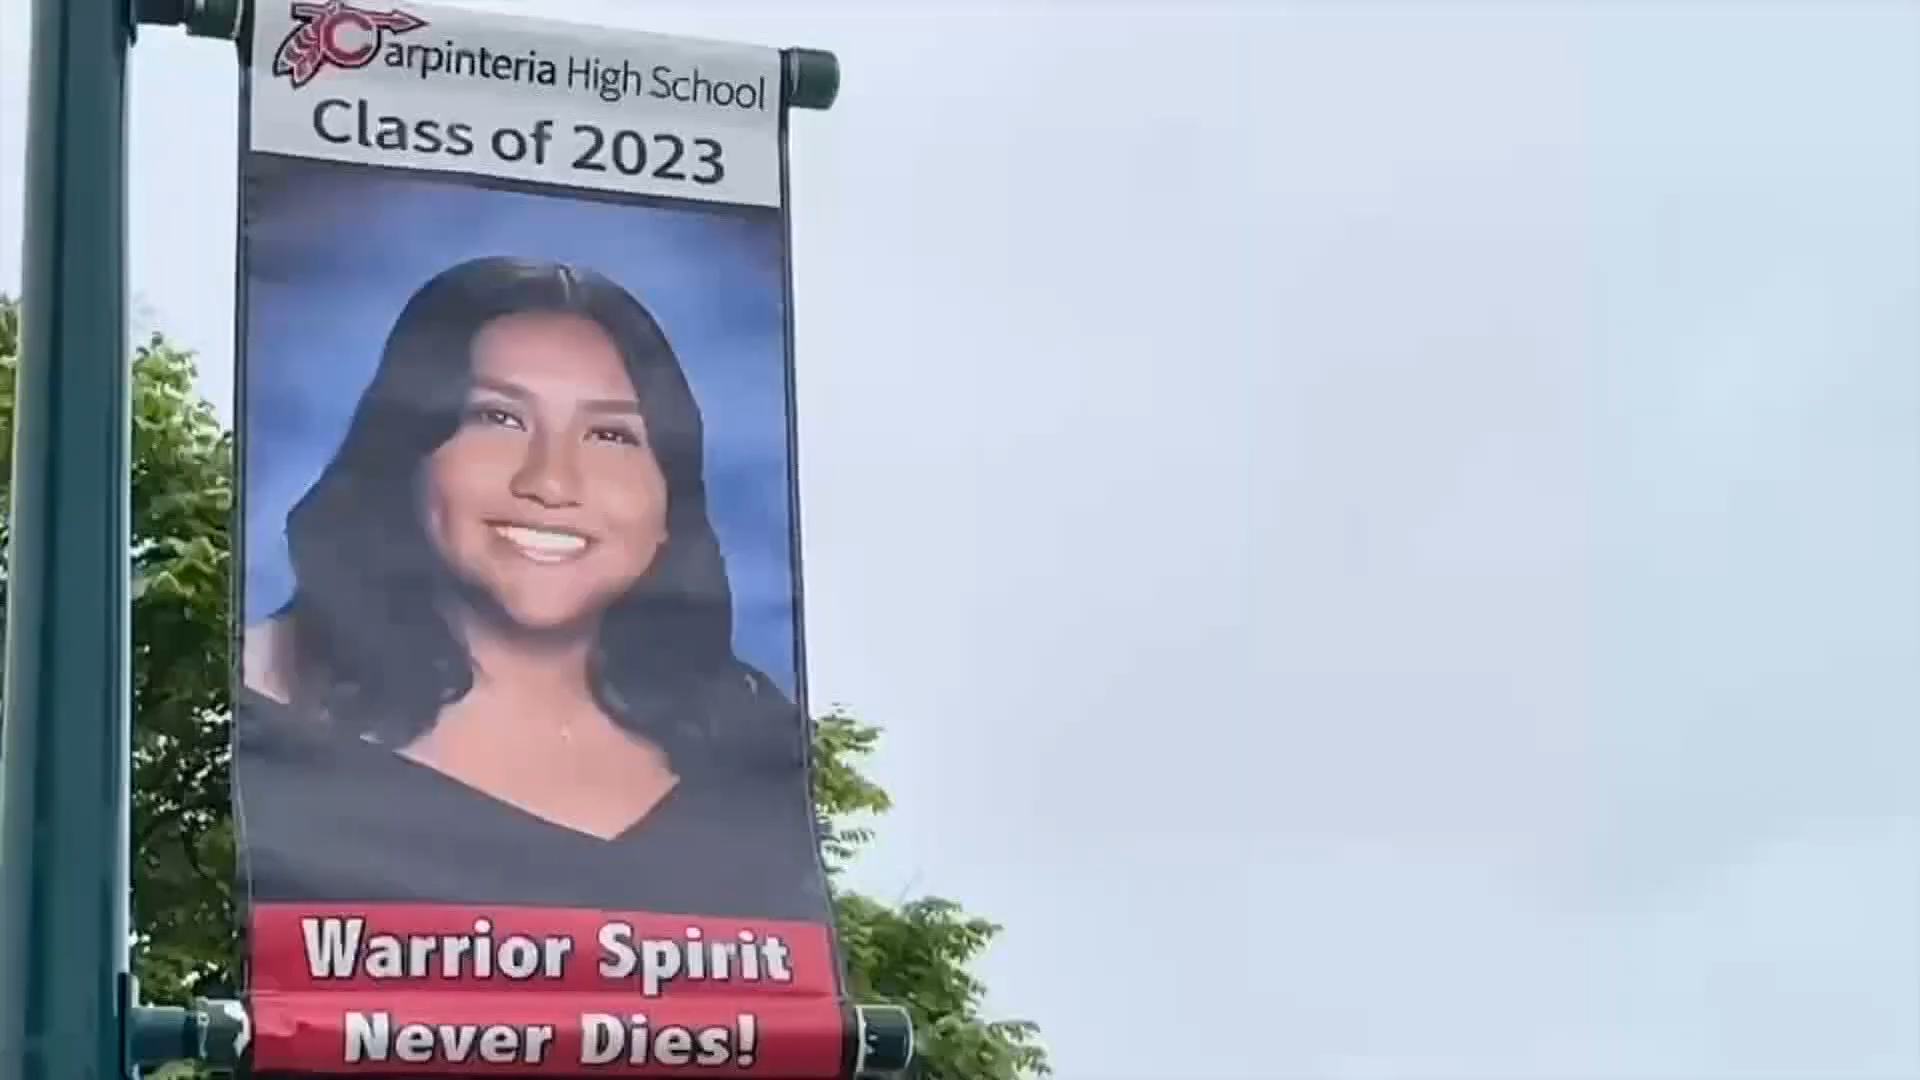 Carpinteria High School
Class of 2023
Warrior Spirit
Never Dies!